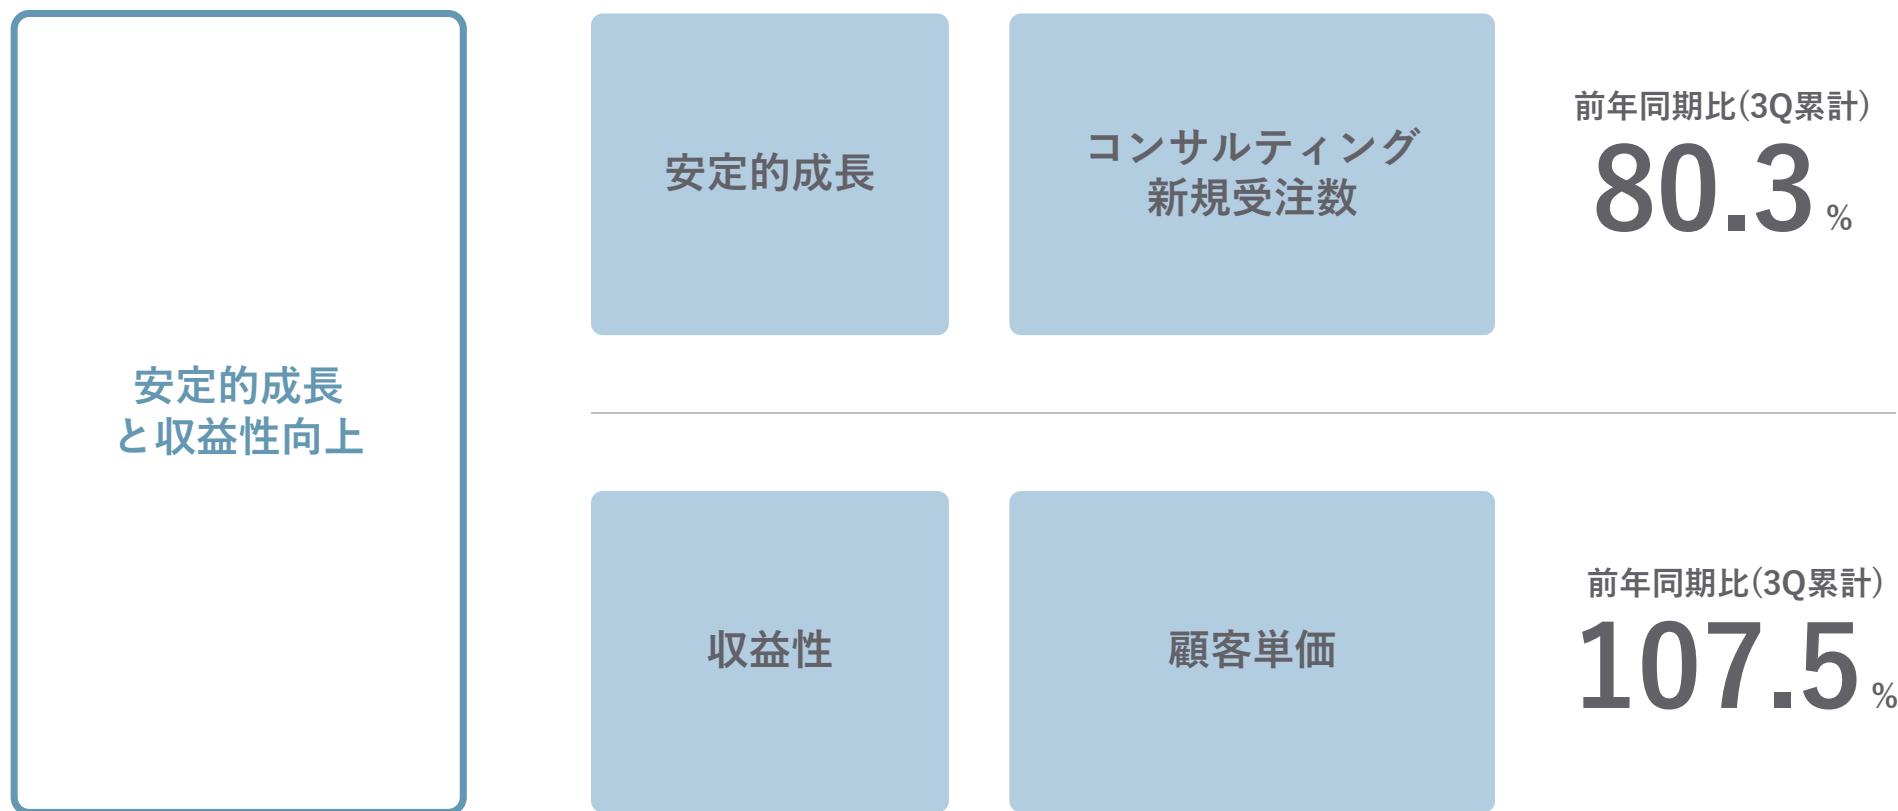 安定的成長
と収益性向上
安定的成長
コンサルティング
新規受注数
前年同期比(3Q累計)
80.3 %
収益性
顧客単価
前年同期比(3Q累計)
107.5 %